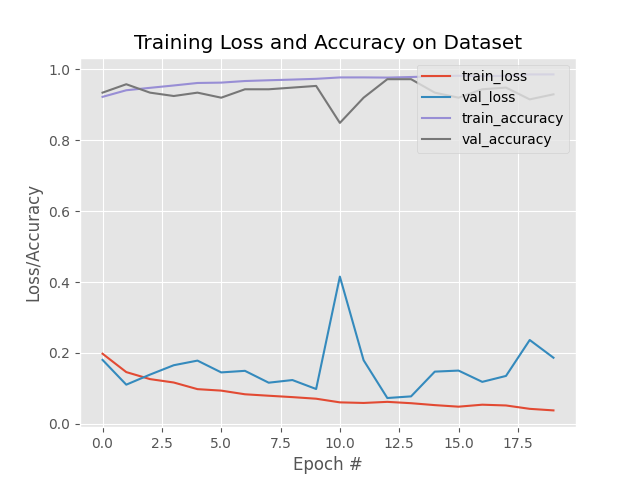 Training Loss and Accuracy on Dataset
train_loss
val_loss
train_accuracy
val_accuracy
Loss/Accuracy
1.0
0.8
0.6
0.4
0.2
0.0
0.0 2.5 5.0 7.5 10.0 12.5 15.0 17.5
Epoch #